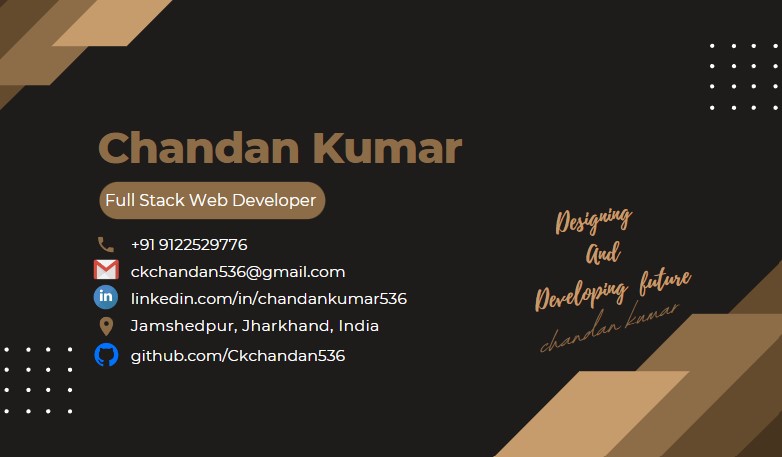 Chandan Kumar
Full Stack Web Developer
+91 9122529776
ckchandan536@gmail.com
in
linkedin.com/in/chandankumar536
Jamshedpur, Jharkhand, India
github.com/Ckchandan536
Designing
And
Developing future
chandan kumar